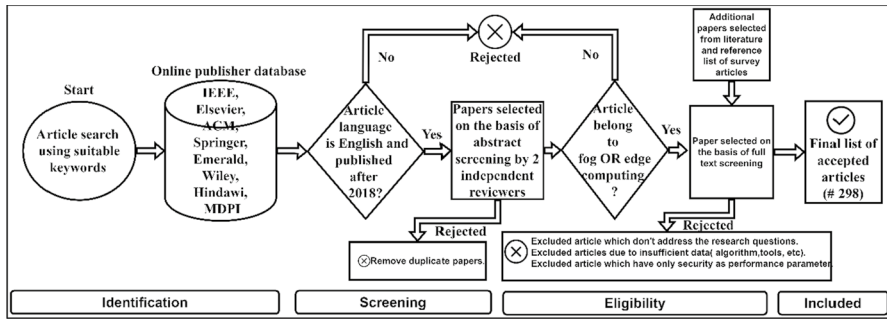 Start
Article search
using suitable
keywords
Online publisher database
IEEE,
Elsevier,
ACM,
Springer,
Emerald,
Wiley,
Hindawi,
MDPI
No
Rejected
No
Article
language
is English and
published
after
2018?
Yes
Papers selected
on the basis of
abstract
screening by 2
independent
reviewers
Rejected
Remove duplicate papers.
Article
belong to
fog OR edge
computing
?
Yes
Additional
papers selected
from literature
and reference
list of survey
articles
Paper selected on
the basis of full
text screening
Rejected
Excluded article which don't address the research questions.
Excluded articles due to insufficient data( algorithm,tools, etc).
Excluded article which have only security as performance parameter.
Final list of
accepted
articles
(# 298)
Identification
Screening
Eligibility
Included